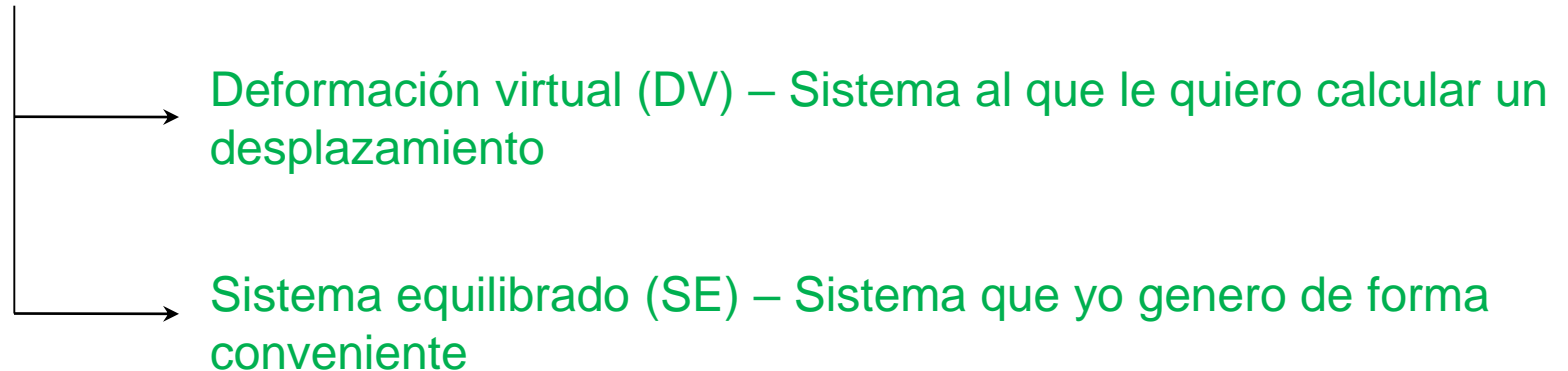 Deformación virtual (DV) – Sistema al que le quiero calcular un
desplazamiento
Sistema equilibrado (SE) – Sistema que yo genero de forma
conveniente